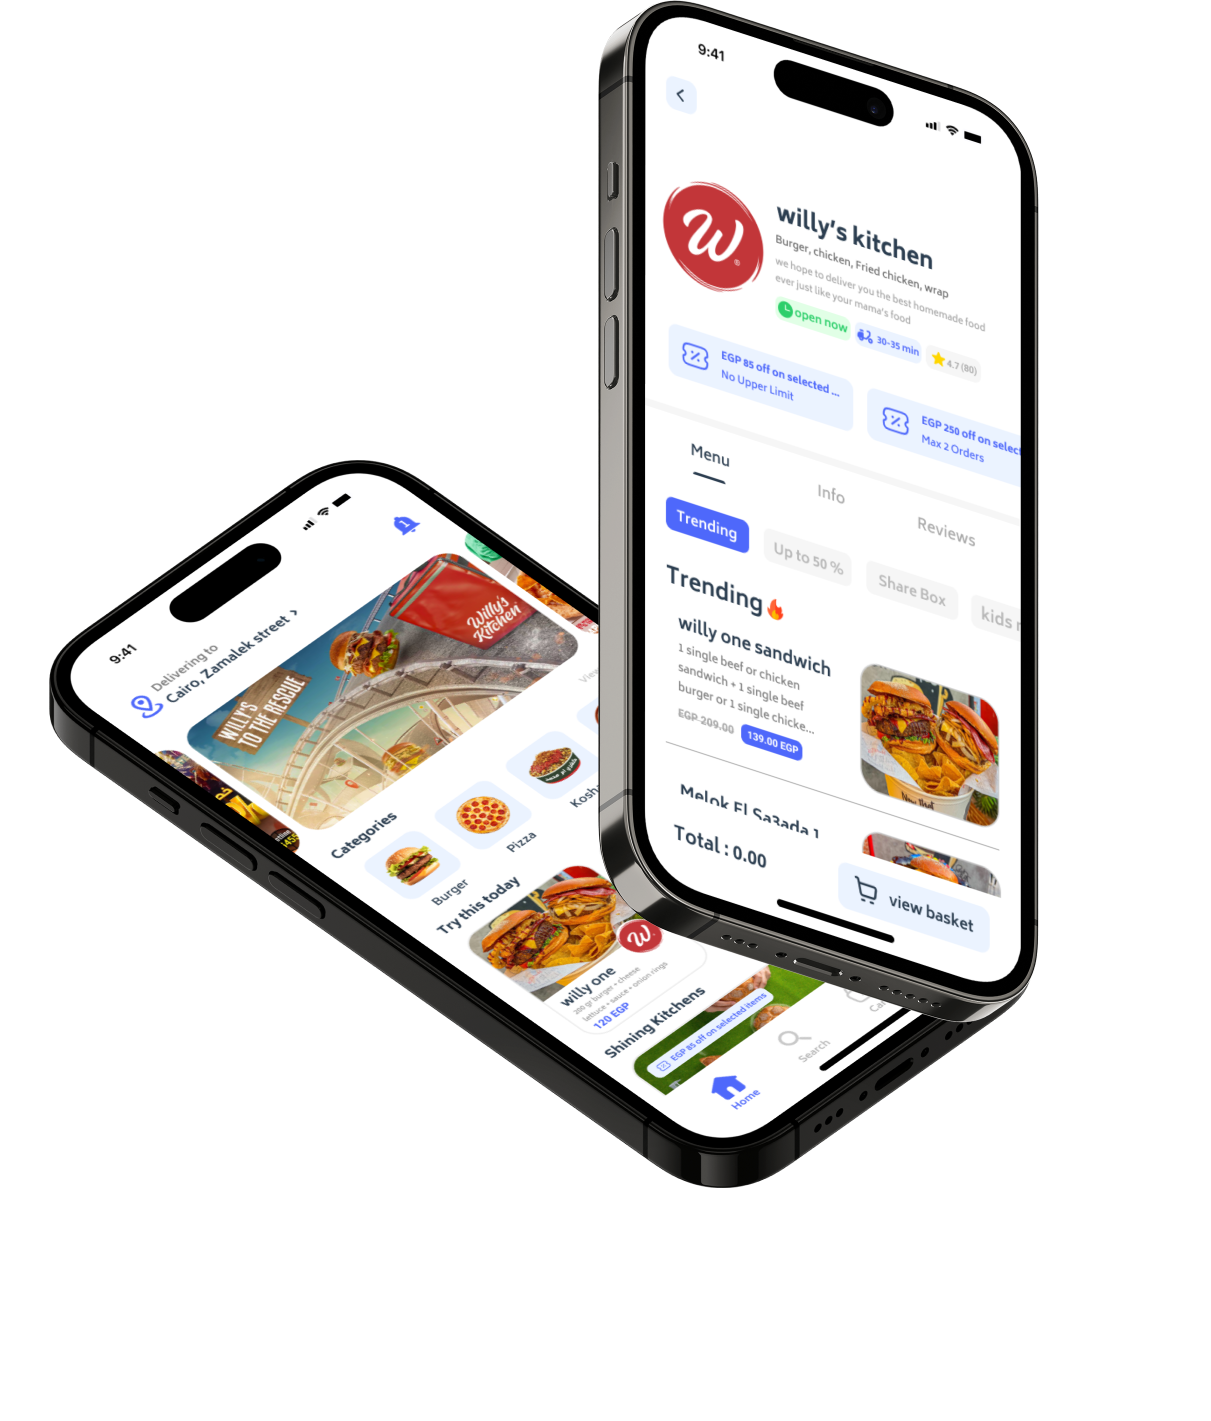 9:41
W
willy's kitchen
Burger, chicken, Fried chicken, wrap
we hope to deliver you the best homemade food
ever just like your mama's food
open now
30-35 min
4.7 (80)
EGP 85 off on selected ...
No Upper Limit
EGP 250 off on select
Max 2 Orders
Menu
Info
Reviews
Trending
Up to 50 %
Share Box
kids
Trending🔥
willy one sandwich
1 single beef or chicken
sandwich + 1 single beef
burger or 1 single chicke...
EGP 209.00
139.00 EGP
Melok El Sa3ada 1
Total : 0.00
view basket
9:41
1
Delivering to
Cairo, Zamalek street ›
WILLY'S
TO THE RESCUE
Willy's
Kitchen
Categories
View
Burger
Pizza
Kosh
Try this today
W
willy one
200 gr burger + cheese
lettuce + sauce + onion rings
120 EGP
Shining Kitchens
EGP 85 off on selected items
Home
Search
Ca